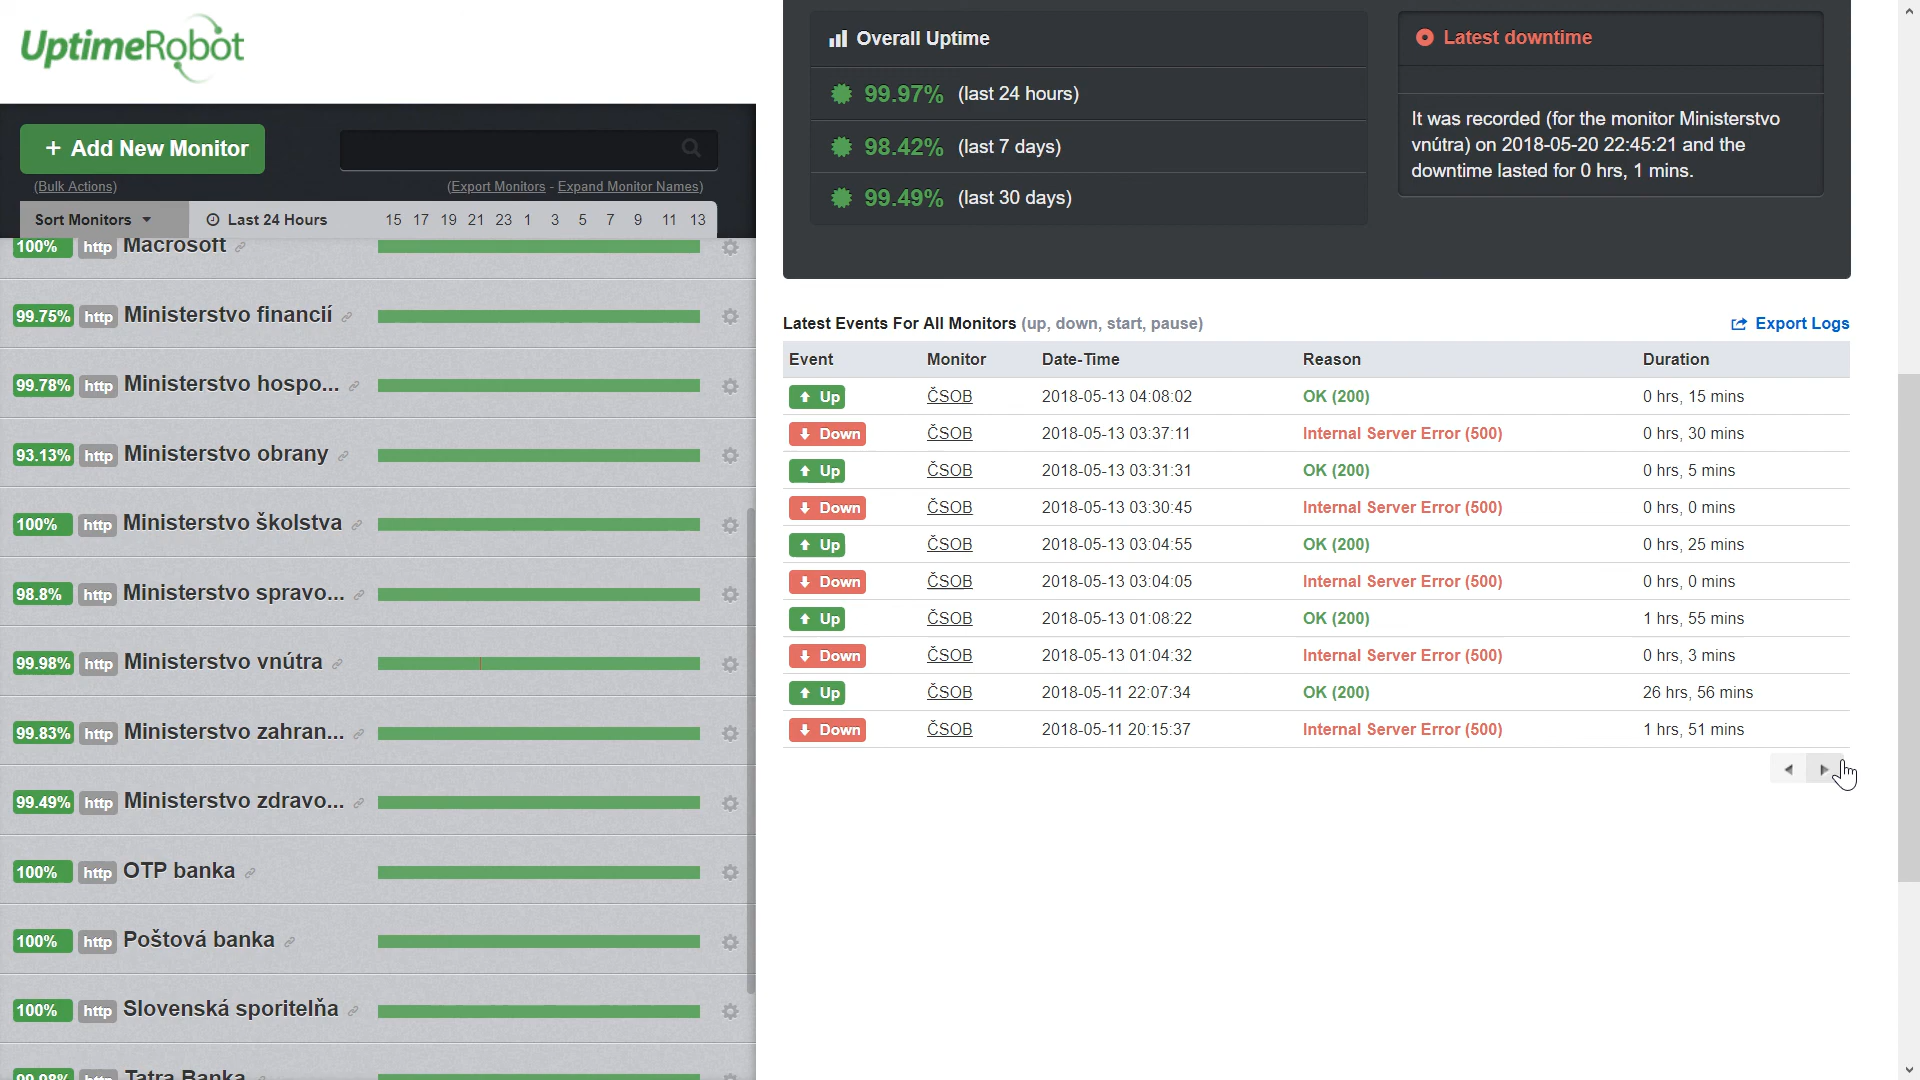 UptimeRobot
+ Add New Monitor
(Bulk Actions)
(Export Monitors - Expand Monitor Names)
Sort Monitors
Last 24 Hours
15 17 19 21 23 1 3 5 7 9 11 13
100% http Macrosoft
99.75% http Ministerstvo financií
99.78% http Ministerstvo hospo...
93.13% http Ministerstvo obrany
100% http Ministerstvo školstva
98.8% http Ministerstvo spravo...
99.98% http Ministerstvo vnútra
99.83% http Ministerstvo zahran...
99.49% http Ministerstvo zdravo...
100% http OTP banka
100% http Poštová banka
100% http Slovenská sporiteľňa
99.98% http Tatra Banka
Overall Uptime
99.97% (last 24 hours)
98.42% (last 7 days)
99.49% (last 30 days)
Latest downtime
It was recorded (for the monitor Ministerstvo
vnútra) on 2018-05-20 22:45:21 and the
downtime lasted for 0 hrs, 1 mins.
Latest Events For All Monitors (up, down, start, pause)
Export Logs
Event Monitor Date-Time Reason Duration
Up ČSOB 2018-05-13 04:08:02 OK (200) 0 hrs, 15 mins
Down ČSOB 2018-05-13 03:37:11 Internal Server Error (500) 0 hrs, 30 mins
Up ČSOB 2018-05-13 03:31:31 OK (200) 0 hrs, 5 mins
Down ČSOB 2018-05-13 03:30:45 Internal Server Error (500) 0 hrs, 0 mins
Up ČSOB 2018-05-13 03:04:55 OK (200) 0 hrs, 25 mins
Down ČSOB 2018-05-13 03:04:05 Internal Server Error (500) 0 hrs, 0 mins
Up ČSOB 2018-05-13 01:08:22 OK (200) 1 hrs, 55 mins
Down ČSOB 2018-05-13 01:04:32 Internal Server Error (500) 0 hrs, 3 mins
Up ČSOB 2018-05-11 22:07:34 OK (200) 26 hrs, 56 mins
Down ČSOB 2018-05-11 20:15:37 Internal Server Error (500) 1 hrs, 51 mins